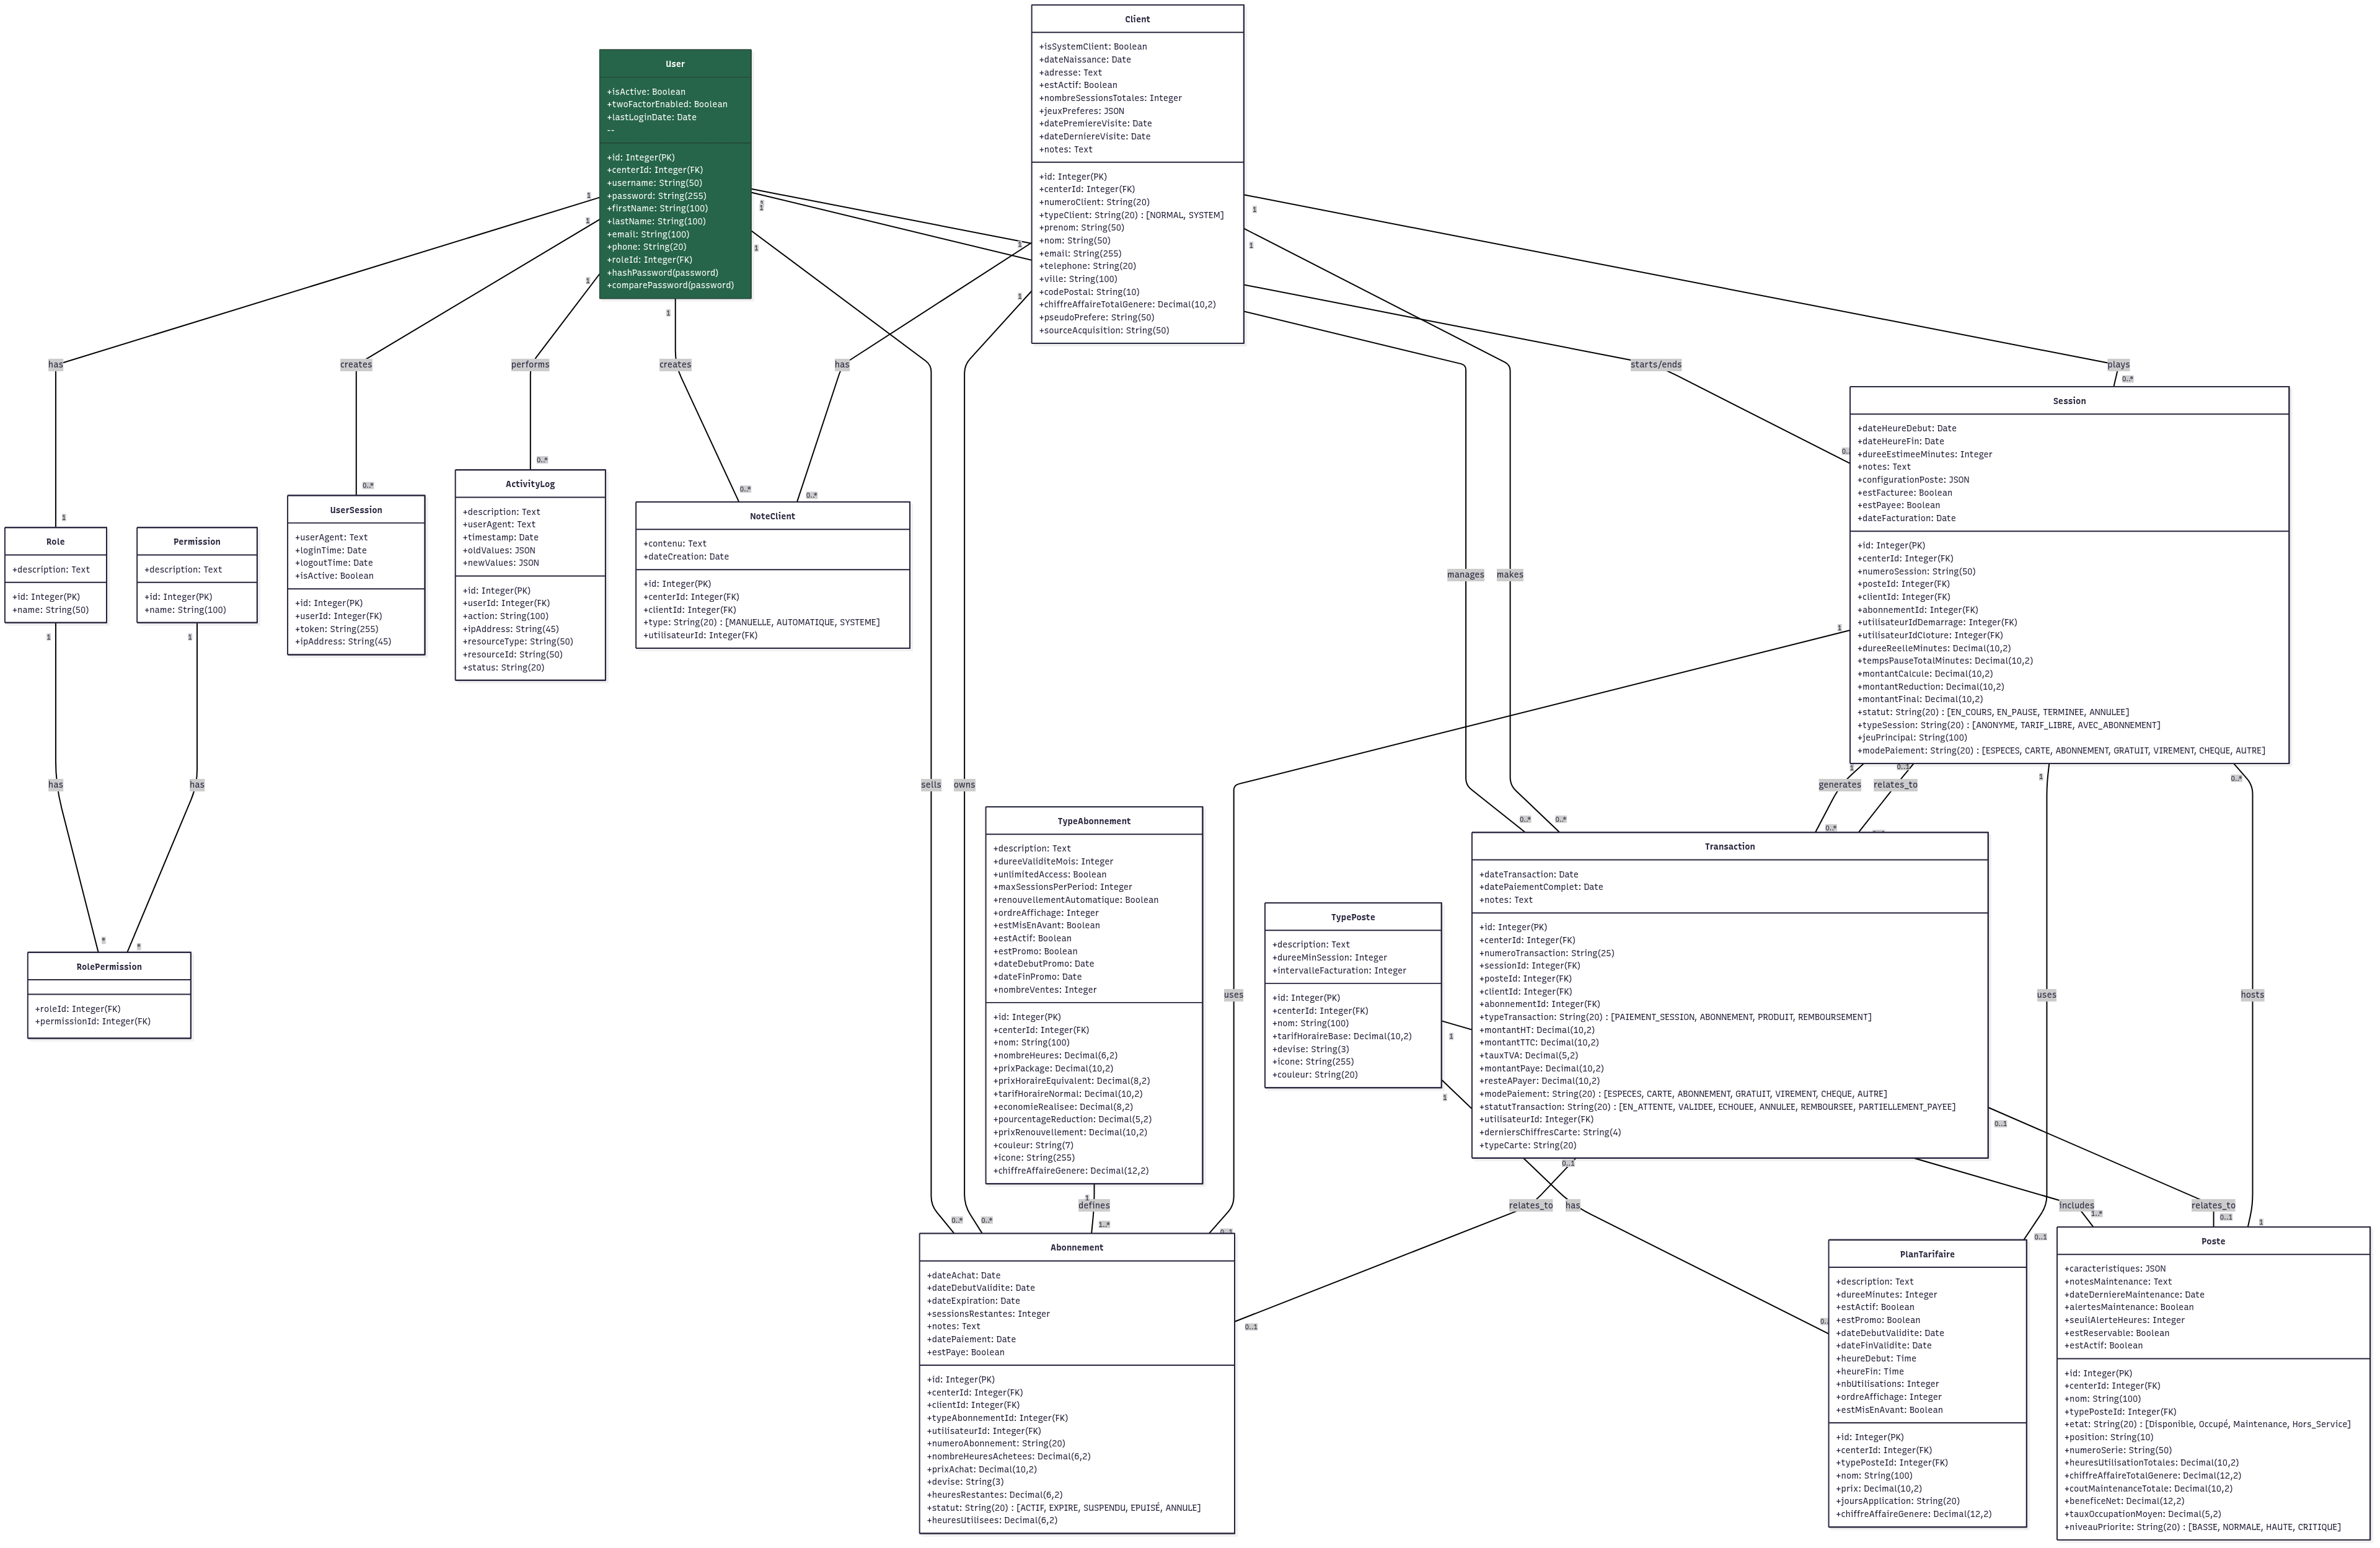 Client
+isSystemClient: Boolean
+dateNaissance: Date
+adresse: Text
+estActif: Boolean
+nombreSessionsTotales: Integer
+jeuxPreferes: JSON
+datePremiereVisite: Date
+dateDerniereVisite: Date
+notes: Text
+id: Integer(PK)
+centerId: Integer(FK)
+numeroClient: String(20)
+typeClient: String(20) : [NORMAL, SYSTEM]
+prenom: String(50)
+nom: String(50)
+email: String(255)
+telephone: String(20)
+ville: String(100)
+codePostal: String(10)
+chiffreAffaireTotalGenere: Decimal(10,2)
+pseudoPrefere: String(50)
+sourceAcquisition: String(50)
User
+isActive: Boolean
+twoFactorEnabled: Boolean
+lastLoginDate: Date
--
+id: Integer(PK)
+centerId: Integer(FK)
+username: String(50)
+password: String(255)
+firstName: String(100)
+lastName: String(100)
+email: String(100)
+phone: String(20)
+roleId: Integer(FK)
+hashPassword(password)
+comparePassword(password)
1
1
1
1
1
1
1
1
1
1
has
creates
performs
creates
has
starts/ends
plays
0..*
Session
+dateHeureDebut: Date
+dateHeureFin: Date
+dureeEstimeeMinutes: Integer
+notes: Text
+configurationPoste: JSON
+estFacturee: Boolean
+estPayee: Boolean
+dateFacturation: Date
+id: Integer(PK)
+centerId: Integer(FK)
+numeroSession: String(50)
+posteId: Integer(FK)
+clientId: Integer(FK)
+abonnementId: Integer(FK)
+utilisateurIdDemarrage: Integer(FK)
+utilisateurIdCloture: Integer(FK)
+dureeReelleMinutes: Decimal(10,2)
+tempsPauseTotalMinutes: Decimal(10,2)
+montantCalcule: Decimal(10,2)
+montantReduction: Decimal(10,2)
+montantFinal: Decimal(10,2)
+statut: String(20) : [EN_COURS, EN_PAUSE, TERMINEE, ANNULEE]
+typeSession: String(20) : [ANONYME, TARIF_LIBRE, AVEC_ABONNEMENT]
+jeuPrincipal: String(100)
+modePaiement: String(20) : [ESPECES, CARTE, ABONNEMENT, GRATUIT, VIREMENT, CHEQUE, AUTRE]
1
Role
+description: Text
+id: Integer(PK)
+name: String(50)
Permission
+description: Text
+id: Integer(PK)
+name: String(100)
0..*
UserSession
+userAgent: Text
+loginTime: Date
+logoutTime: Date
+isActive: Boolean
+id: Integer(PK)
+userId: Integer(FK)
+token: String(255)
+ipAddress: String(45)
0..*
ActivityLog
+description: Text
+userAgent: Text
+timestamp: Date
+oldValues: JSON
+newValues: JSON
+id: Integer(PK)
+userId: Integer(FK)
+action: String(100)
+ipAddress: String(45)
+resourceType: String(50)
+resourceId: String(50)
+status: String(20)
0..*
0..*
NoteClient
+contenu: Text
+dateCreation: Date
+id: Integer(PK)
+centerId: Integer(FK)
+clientId: Integer(FK)
+type: String(20) : [MANUELLE, AUTOMATIQUE, SYSTEME]
+utilisateurId: Integer(FK)
manages
makes
1
1
1
has
has
*
*
RolePermission
+roleId: Integer(FK)
+permissionId: Integer(FK)
sells
owns
1
0..1
1
0..*
generates
relates_to
0..*
0..*
0..*
TypeAbonnement
+description: Text
+dureeValiditeMois: Integer
+unlimitedAccess: Boolean
+maxSessionsPerPeriod: Integer
+renouvellementAutomatique: Boolean
+ordreAffichage: Integer
+estMisEnAvant: Boolean
+estActif: Boolean
+estPromo: Boolean
+dateDebutPromo: Date
+dateFinPromo: Date
+nombreVentes: Integer
+id: Integer(PK)
+centerId: Integer(FK)
+nom: String(100)
+nombreHeures: Decimal(6,2)
+prixPackage: Decimal(10,2)
+prixHoraireEquivalent: Decimal(8,2)
+tarifHoraireNormal: Decimal(10,2)
+economieRealisee: Decimal(8,2)
+pourcentageReduction: Decimal(5,2)
+prixRenouvellement: Decimal(10,2)
+couleur: String(7)
+icone: String(255)
+chiffreAffaireGenere: Decimal(12,2)
uses
TypePoste
+description: Text
+dureeMinSession: Integer
+intervalleFacturation: Integer
+id: Integer(PK)
+centerId: Integer(FK)
+nom: String(100)
+tarifHoraireBase: Decimal(10,2)
+devise: String(3)
+icone: String(255)
+couleur: String(20)
1
1
Transaction
+dateTransaction: Date
+datePaiementComplet: Date
+notes: Text
+id: Integer(PK)
+centerId: Integer(FK)
+numeroTransaction: String(25)
+sessionId: Integer(FK)
+posteId: Integer(FK)
+clientId: Integer(FK)
+abonnementId: Integer(FK)
+typeTransaction: String(20) : [PAIEMENT_SESSION, ABONNEMENT, PRODUIT, REMBOURSEMENT]
+montantHT: Decimal(10,2)
+montantTTC: Decimal(10,2)
+tauxTVA: Decimal(5,2)
+montantPaye: Decimal(10,2)
+resteAPayer: Decimal(10,2)
+modePaiement: String(20) : [ESPECES, CARTE, ABONNEMENT, GRATUIT, VIREMENT, CHEQUE, AUTRE]
+statutTransaction: String(20) : [EN_ATTENTE, VALIDEE, ECHOUEE, ANNULEE, REMBOURSEE, PARTIELLEMENT_PAYEE]
+utilisateurId: Integer(FK)
+derniersChiffresCarte: String(4)
+typeCarte: String(20)
uses
hosts
0..1
0..1
1
defines
relates_to
has
includes
relates_to
0..*
0..*
1..*
1..*
0..1
1
0..1
Abonnement
+dateAchat: Date
+dateDebutValidite: Date
+dateExpiration: Date
+sessionsRestantes: Integer
+notes: Text
+datePaiement: Date
+estPaye: Boolean
+id: Integer(PK)
+centerId: Integer(FK)
+clientId: Integer(FK)
+typeAbonnementId: Integer(FK)
+utilisateurId: Integer(FK)
+numeroAbonnement: String(20)
+nombreHeuresAchetees: Decimal(6,2)
+prixAchat: Decimal(10,2)
+devise: String(3)
+heuresRestantes: Decimal(6,2)
+statut: String(20) : [ACTIF, EXPIRE, SUSPENDU, EPUISÉ, ANNULE]
+heuresUtilisees: Decimal(6,2)
0..1
PlanTarifaire
+description: Text
+dureeMinutes: Integer
+estActif: Boolean
+estPromo: Boolean
+dateDebutValidite: Date
+dateFinValidite: Date
+heureDebut: Time
+heureFin: Time
+nbUtilisations: Integer
+ordreAffichage: Integer
+estMisEnAvant: Boolean
+id: Integer(PK)
+centerId: Integer(FK)
+typePosteId: Integer(FK)
+nom: String(100)
+prix: Decimal(10,2)
+joursApplication: String(20)
+chiffreAffaireGenere: Decimal(12,2)
Poste
+caracteristiques: JSON
+notesMaintenance: Text
+dateDerniereMaintenance: Date
+alertesMaintenance: Boolean
+seuilAlerteHeures: Integer
+estReservable: Boolean
+estActif: Boolean
+id: Integer(PK)
+centerId: Integer(FK)
+nom: String(100)
+typePosteId: Integer(FK)
+etat: String(20) : [Disponible, Occupé, Maintenance, Hors_Service]
+position: String(10)
+numeroSerie: String(50)
+heuresUtilisationTotales: Decimal(10,2)
+chiffreAffaireTotalGenere: Decimal(12,2)
+coutMaintenanceTotale: Decimal(10,2)
+beneficeNet: Decimal(12,2)
+tauxOccupationMoyen: Decimal(5,2)
+niveauPriorite: String(20) : [BASSE, NORMALE, HAUTE, CRITIQUE]